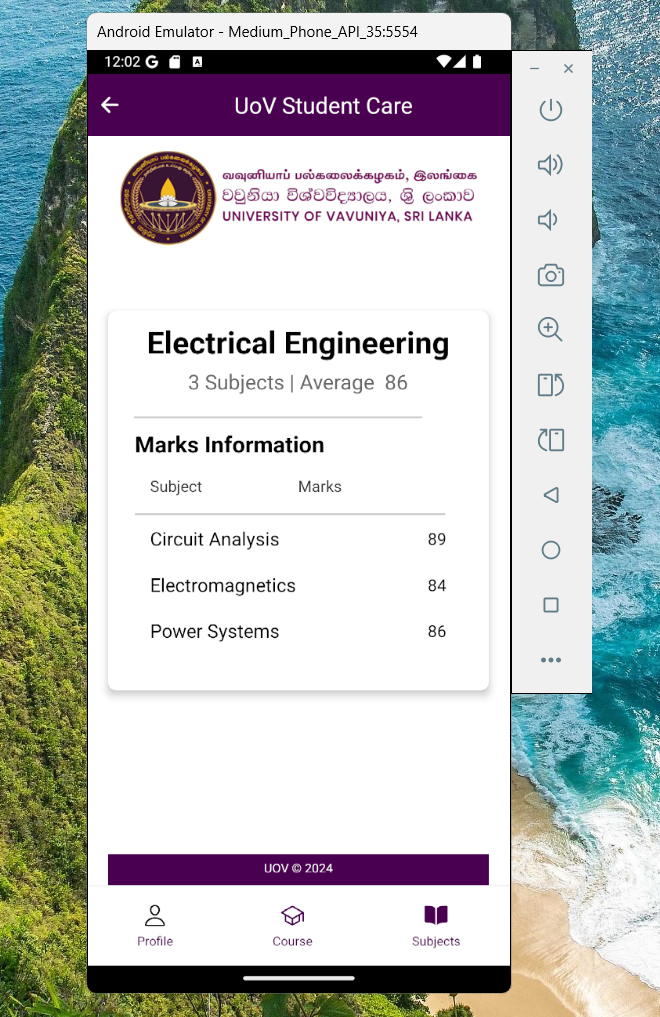 Android Emulator - Medium_Phone_API_35:5554
12:02 G A
UoV Student Care
வவுனியாப் பல்கலைக்கழகம், இலங்கை
වවුනියා විශ්වවිද්‍යාලය, ශ්‍රී ලංකාව
UNIVERSITY OF VAVUNIYA, SRI LANKA
Electrical Engineering
3 Subjects | Average 86
Marks Information
Subject Marks
Circuit Analysis 89
Electromagnetics 84
Power Systems 86
UOV © 2024
Profile Course Subjects